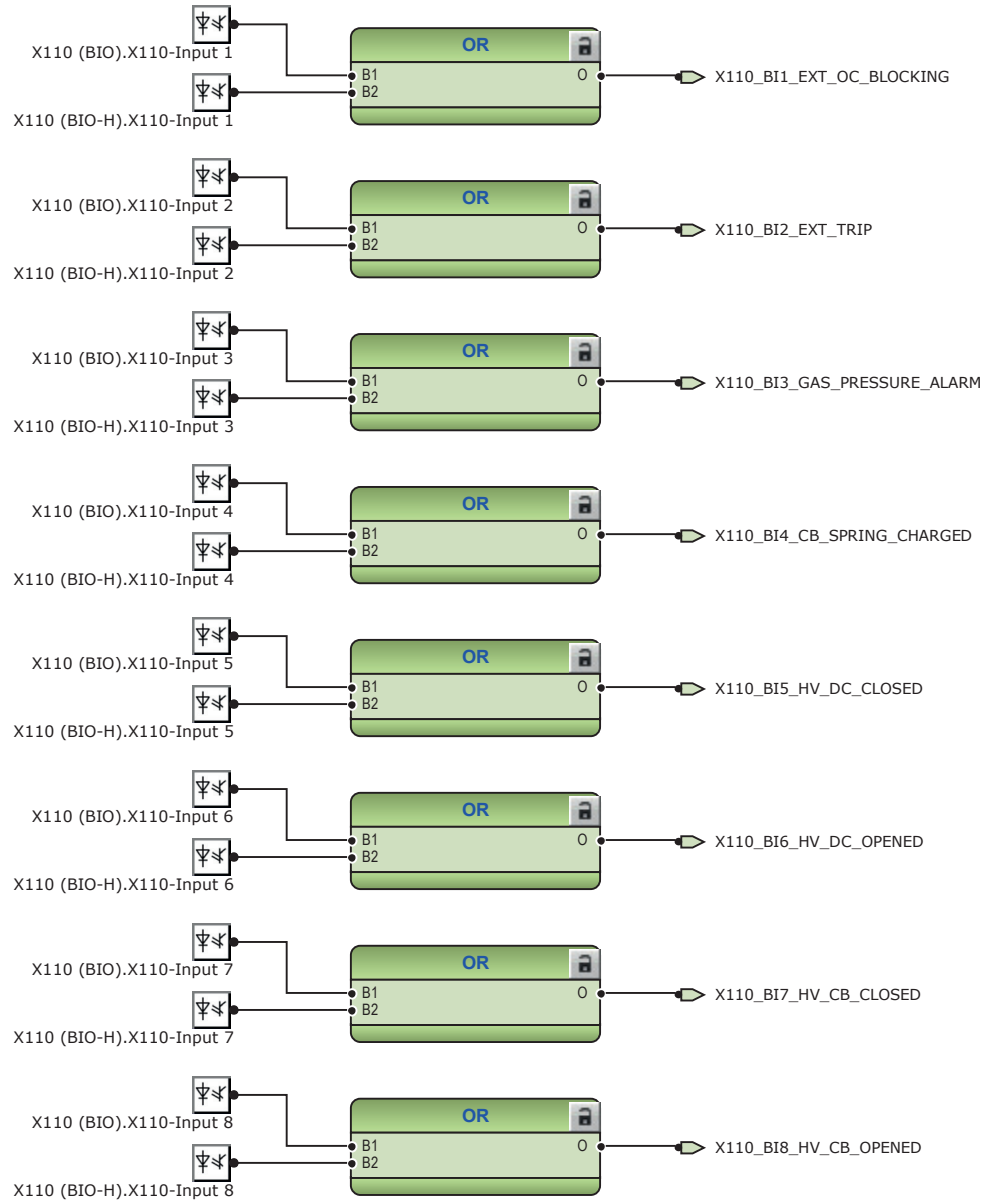 X110 (BIO).X110-Input 1
OR
B1
O
X110_BI1_EXT_OC_BLOCKING
B2
X110 (BIO-H).X110-Input 1
X110 (BIO).X110-Input 2
OR
B1
O
X110_BI2_EXT_TRIP
B2
X110 (BIO-H).X110-Input 2
X110 (BIO).X110-Input 3
OR
B1
O
X110_BI3_GAS_PRESSURE_ALARM
B2
X110 (BIO-H).X110-Input 3
X110 (BIO).X110-Input 4
OR
B1
O
X110_BI4_CB_SPRING_CHARGED
B2
X110 (BIO-H).X110-Input 4
X110 (BIO).X110-Input 5
OR
B1
O
X110_BI5_HV_DC_CLOSED
B2
X110 (BIO-H).X110-Input 5
X110 (BIO).X110-Input 6
OR
B1
O
X110_BI6_HV_DC_OPENED
B2
X110 (BIO-H).X110-Input 6
X110 (BIO).X110-Input 7
OR
B1
O
X110_BI7_HV_CB_CLOSED
B2
X110 (BIO-H).X110-Input 7
X110 (BIO).X110-Input 8
OR
B1
O
X110_BI8_HV_CB_OPENED
B2
X110 (BIO-H).X110-Input 8